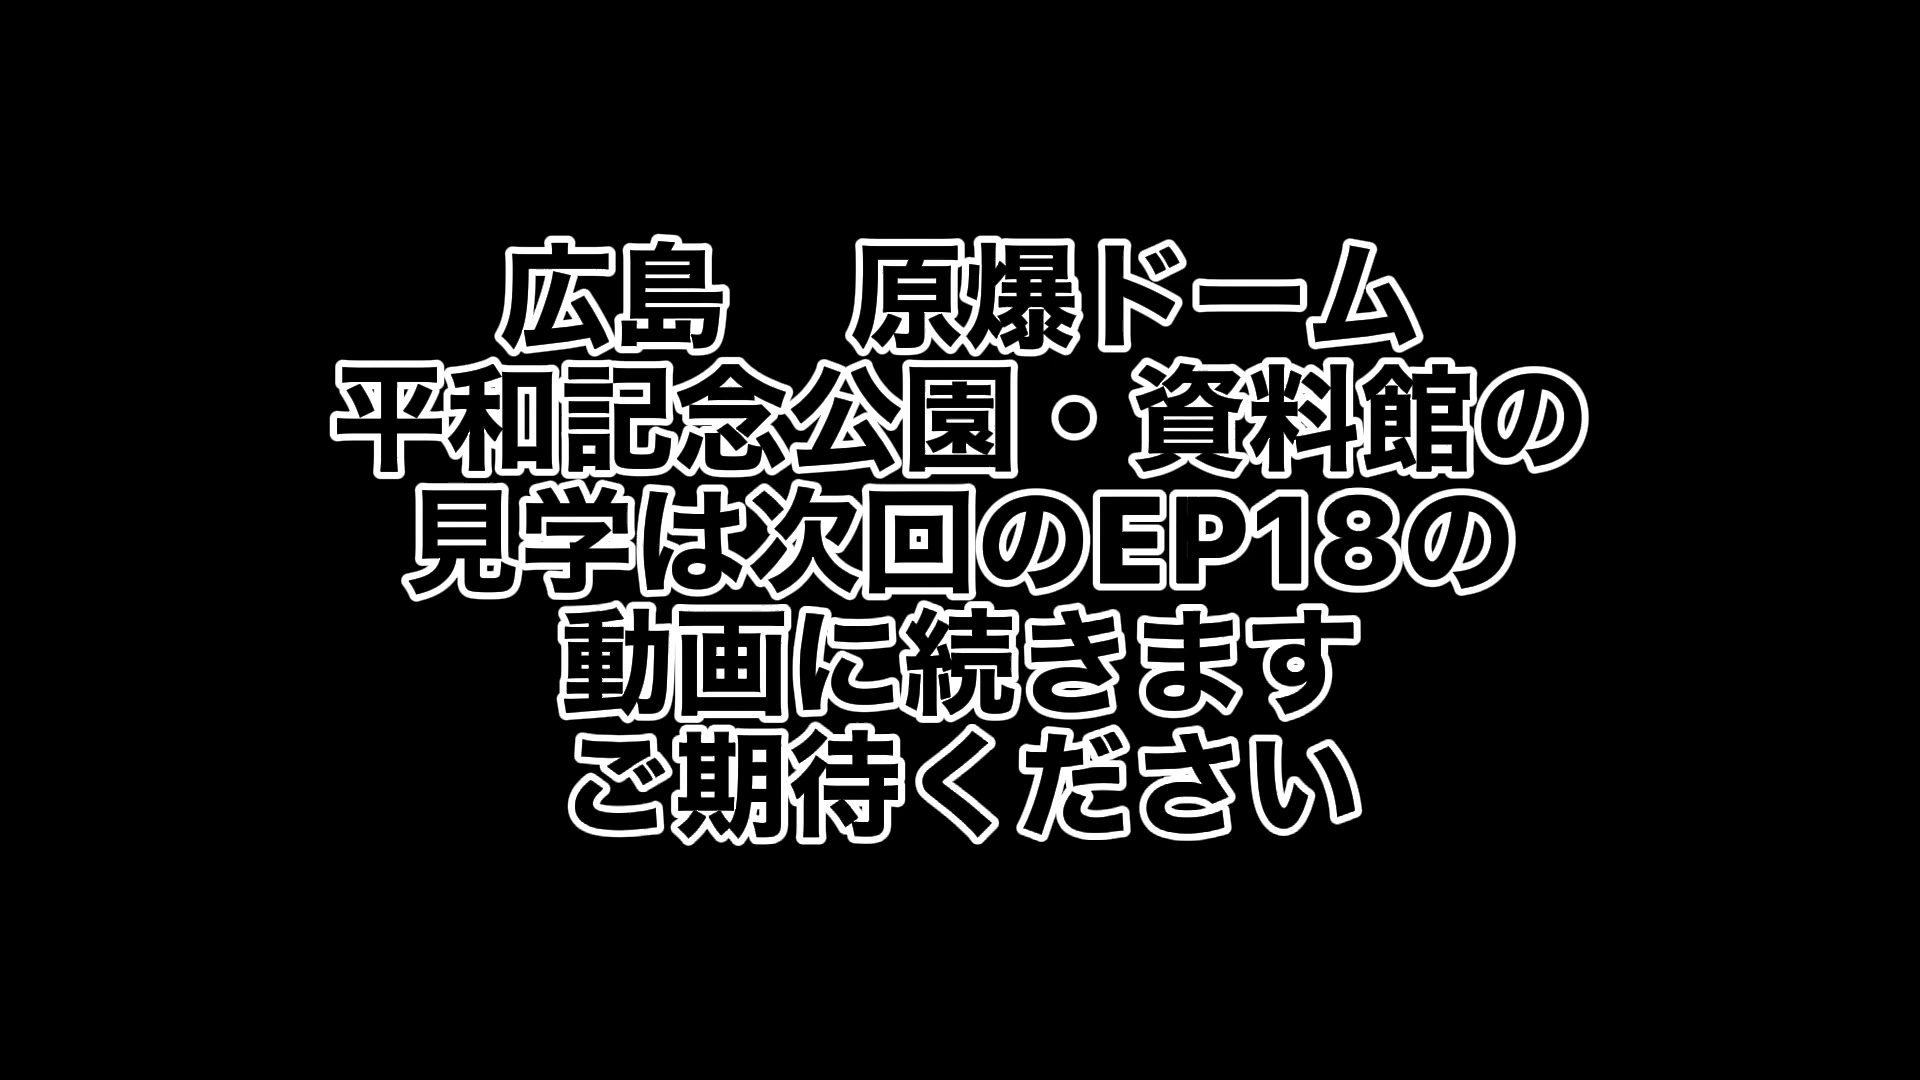 広島　原爆ドーム
平和記念公園・資料館の
見学は次回のEP18の
動画に続きます
ご期待ください